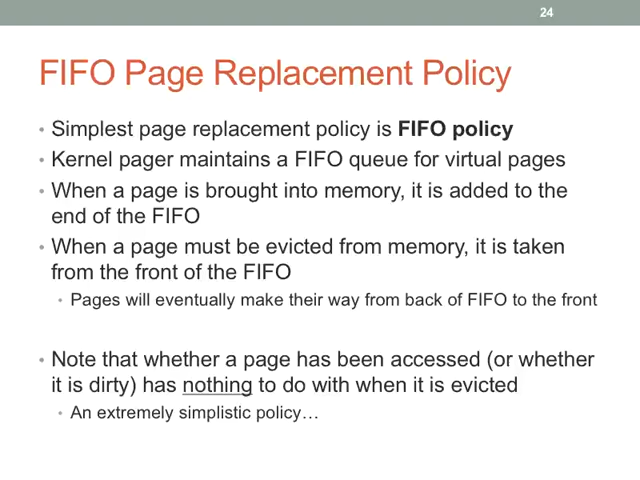 24
FIFO Page Replacement Policy
• Simplest page replacement policy is FIFO policy
• Kernel pager maintains a FIFO queue for virtual pages
• When a page is brought into memory, it is added to the
end of the FIFO
• When a page must be evicted from memory, it is taken
from the front of the FIFO
• Pages will eventually make their way from back of FIFO to the front
• Note that whether a page has been accessed (or whether
it is dirty) has nothing to do with when it is evicted
• An extremely simplistic policy…